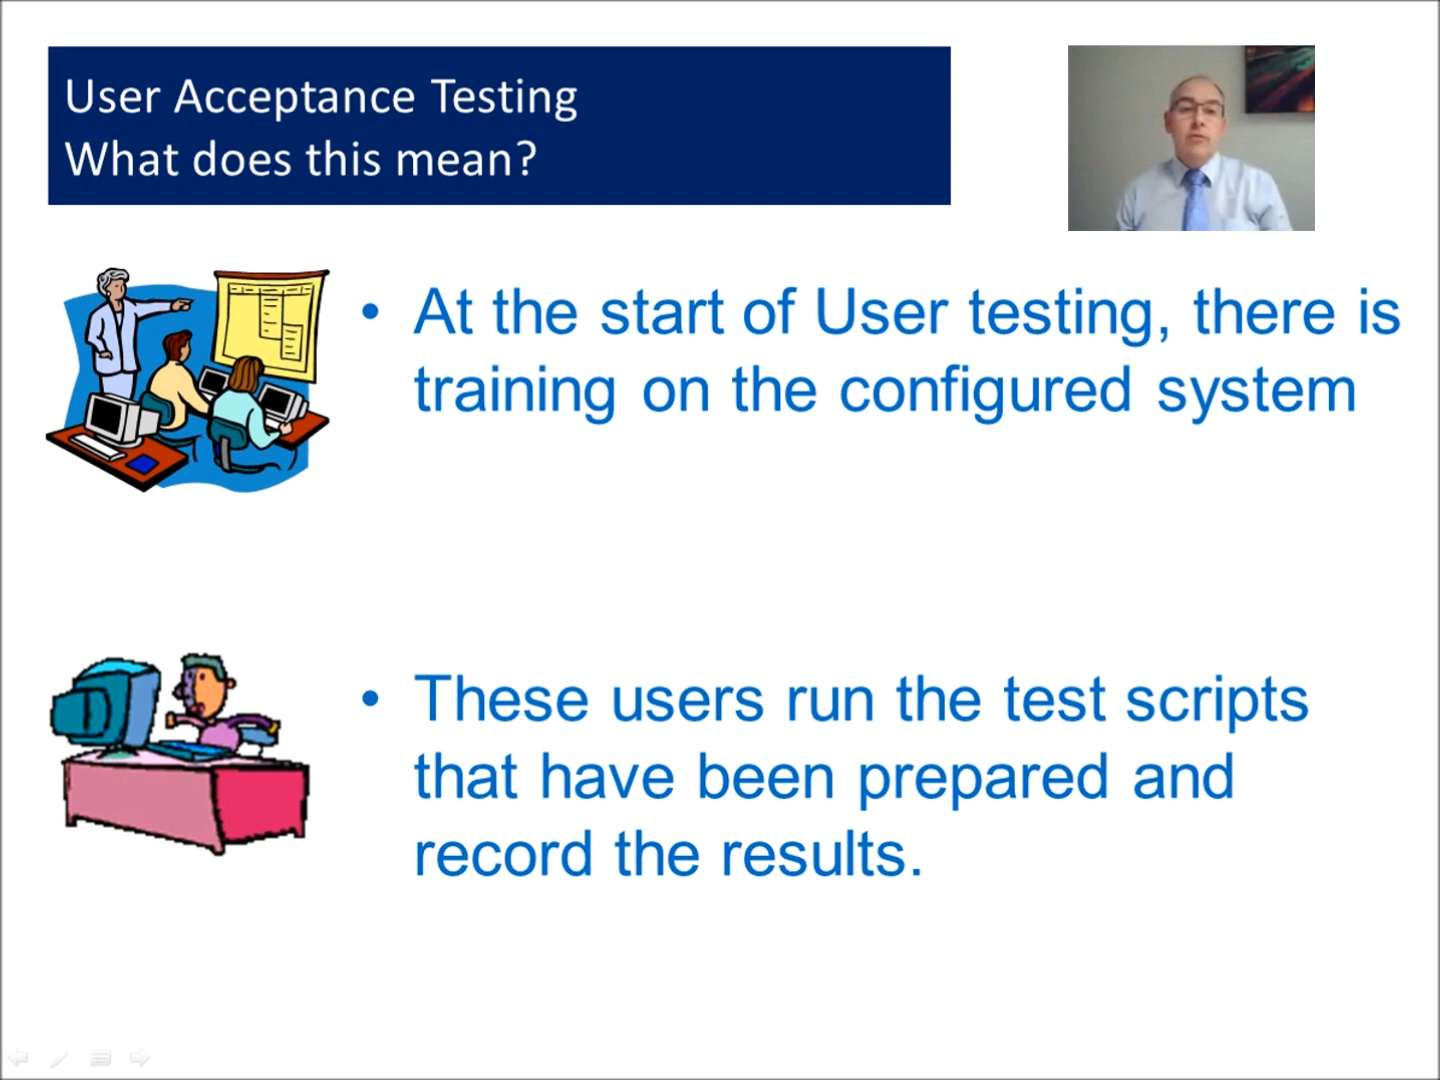 User Acceptance Testing
What does this mean?
• At the start of User testing, there is
training on the configured system
• These users run the test scripts
that have been prepared and
record the results.